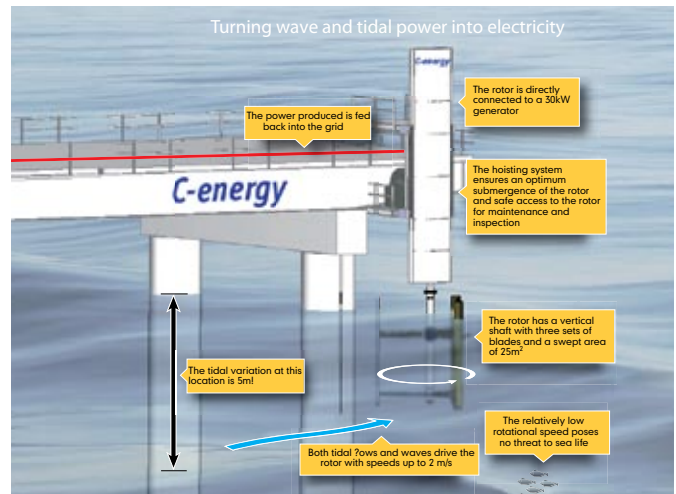 Turning wave and tidal power into electricity
C-energy
The rotor is directly
connected to a 30kW
generator
The power produced is fed
back into the grid
The hoisting system
ensures an optimum
submergence of the rotor
and safe access to the rotor
for maintenance and
inspection
C-energy
The rotor has a vertical
shaft with three sets of
blades and a swept area
of 25m²
The tidal variation at this
location is 5m!
The relatively low
rotational speed poses
no threat to sea life
Both tidal ?ows and waves drive the
rotor with speeds up to 2 m/s